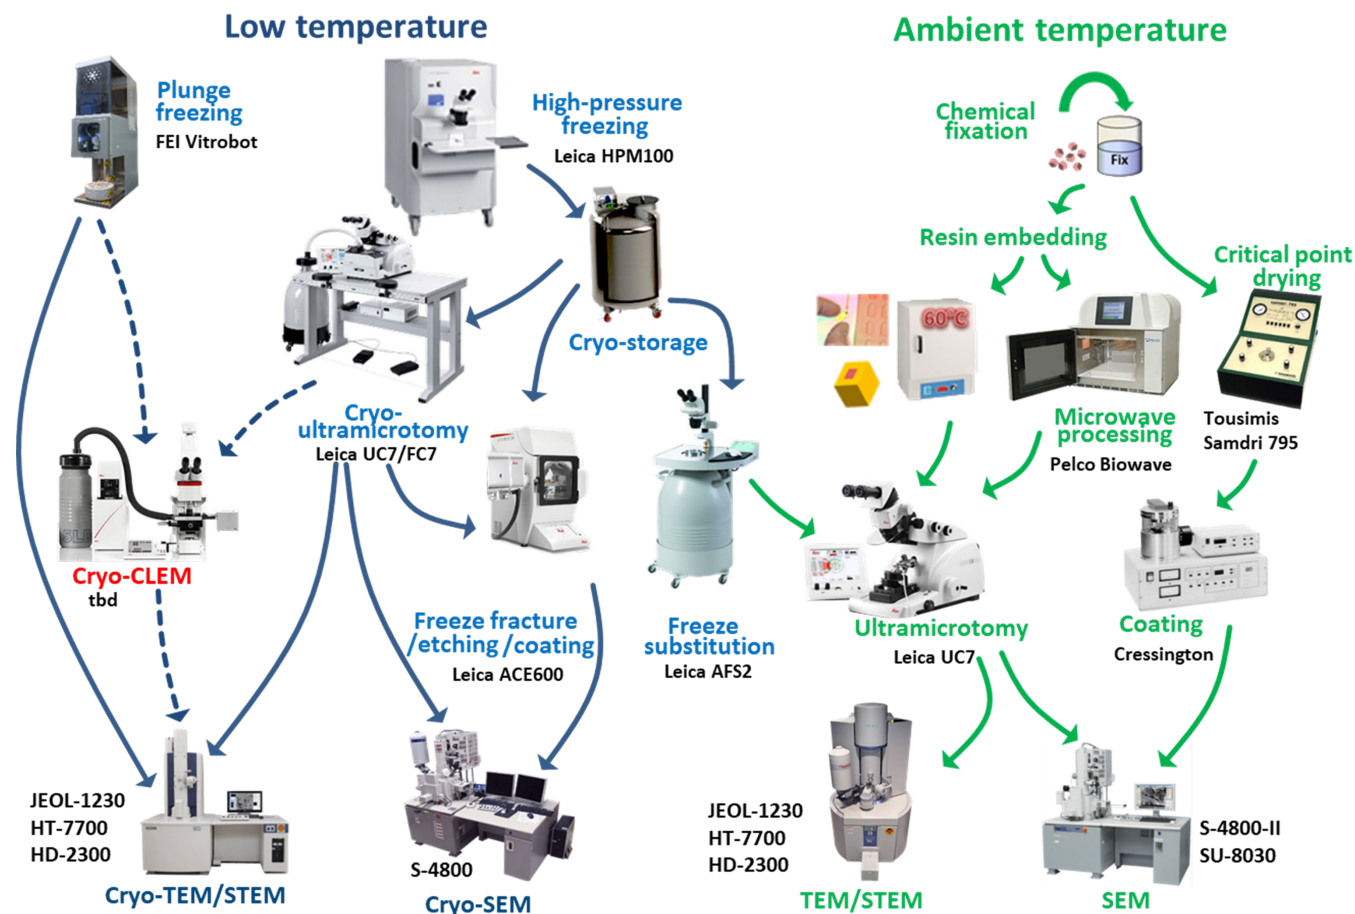 Low temperature
Ambient temperature
Plunge
freezing
FEI Vitrobot
High-pressure
freezing
Leica HPM100
Chemical
fixation
Fix
Resin embedding
Critical point
drying
60°C
Cryo-storage
Cryo-
ultramicrotomy
Leica UC7/FC7
Microwave
processing
Pelco Biowave
Tousimis
Samdri 795
Cryo-CLEM
tbd
Freeze fracture
/etching /coating
Leica ACE600
Freeze
substitution
Leica AFS2
Ultramicrotomy
Leica UC7
Coating
Cressington
JEOL-1230
HT-7700
HD-2300
Cryo-TEM/STEM
S-4800
Cryo-SEM
JEOL-1230
HT-7700
HD-2300
TEM/STEM
S-4800-II
SU-8030
SEM